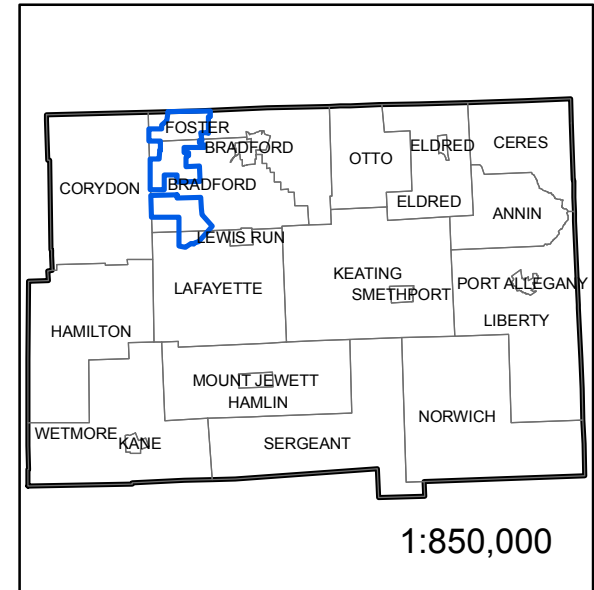 FOSTER
BRADFORD
ELDRED
CERES
OTTO
CORYDON
BRADFORD
ELDRED
ANNIN
LEWIS RUN
KEATING
PORT ALLEGANY
LAFAYETTE
SMETHPORT
LIBERTY
HAMILTON
MOUNT JEWETT
HAMLIN
NORWICH
WETMORE
KANE
SERGEANT
1:850,000